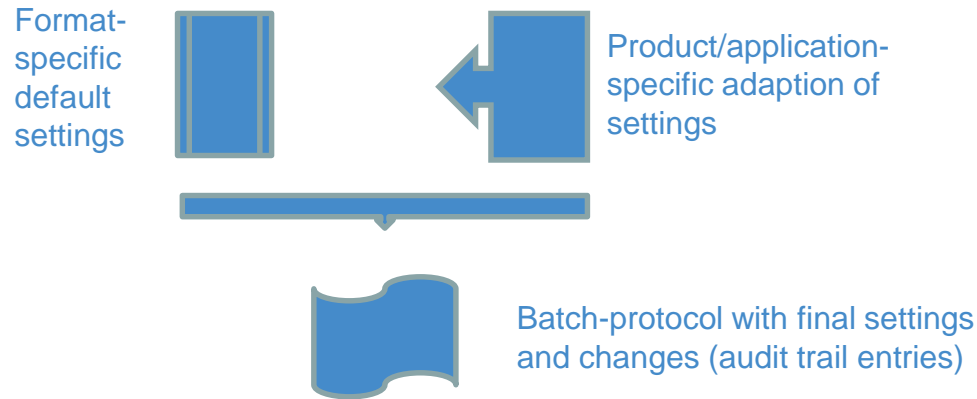 Format-
specific
default
settings
Product/application-
specific adaption of
settings
Batch-protocol with final settings
and changes (audit trail entries)